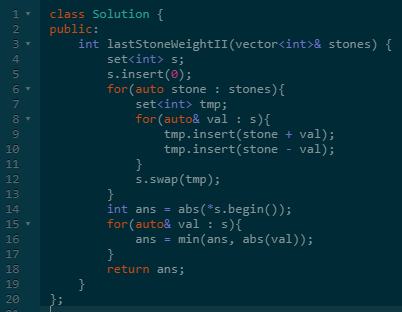 1 class Solution {
2 public:
3     int lastStoneWeightII(vector<int>& stones) {
4         set<int> s;
5         s.insert(0);
6         for(auto stone : stones){
7             set<int> tmp;
8             for(auto& val : s){
9                 tmp.insert(stone + val);
10                 tmp.insert(stone - val);
11             }
12             s.swap(tmp);
13         }
14         int ans = abs(*s.begin());
15         for(auto& val : s){
16             ans = min(ans, abs(val));
17         }
18         return ans;
19     }
20 };